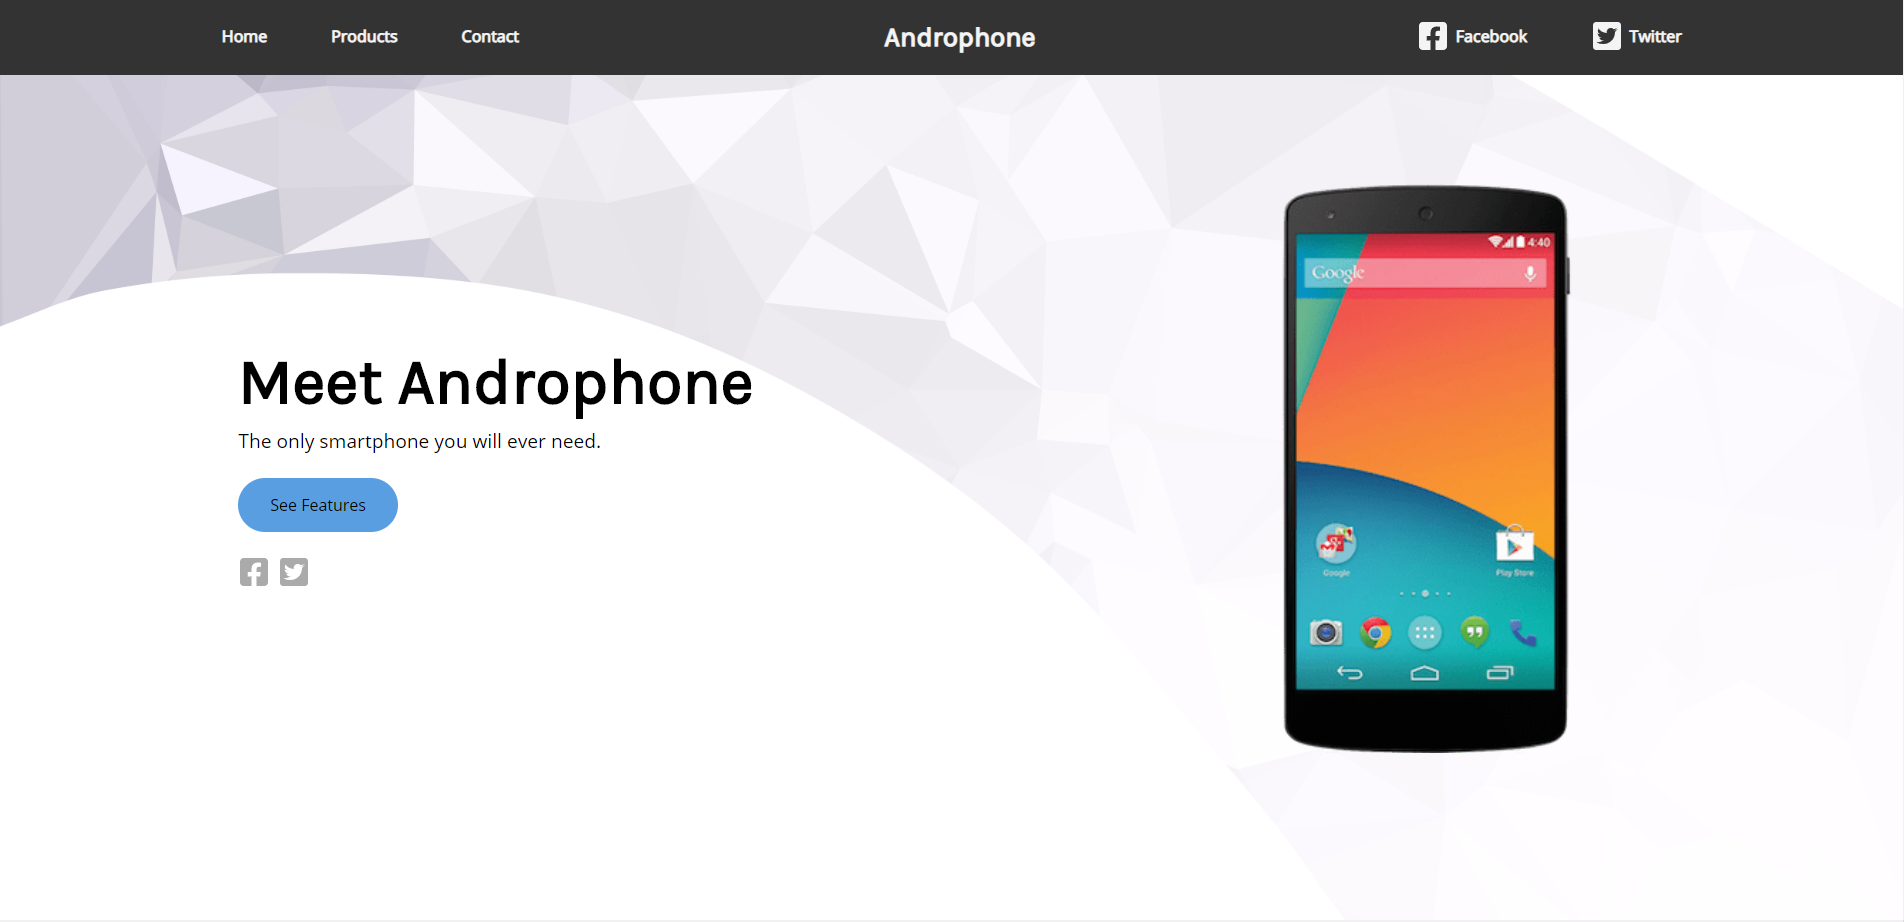 Home Products Contact Androphone Facebook Twitter
4:40
Google
Meet Androphone
The only smartphone you will ever need.
See Features
Google Play Store